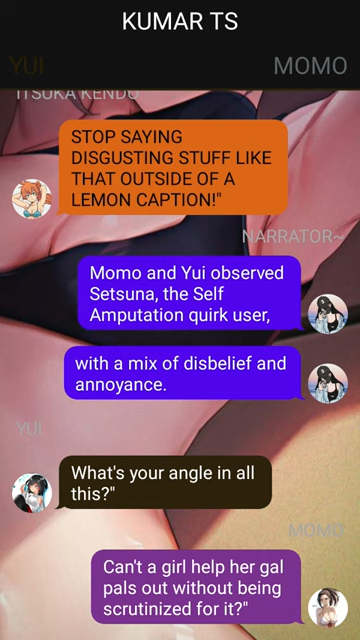 KUMAR TS
YUI
MOMO
ITSUKA KENDO
STOP SAYING
DISGUSTING STUFF LIKE
THAT OUTSIDE OF A
LEMON CAPTION!"
NARRATOR~
Momo and Yui observed
Setsuna, the Self
Amputation quirk user,
with a mix of disbelief and
annoyance.
YUI
What's your angle in all
this?"
MOMO
Can't a girl help her gal
pals out without being
scrutinized for it?"